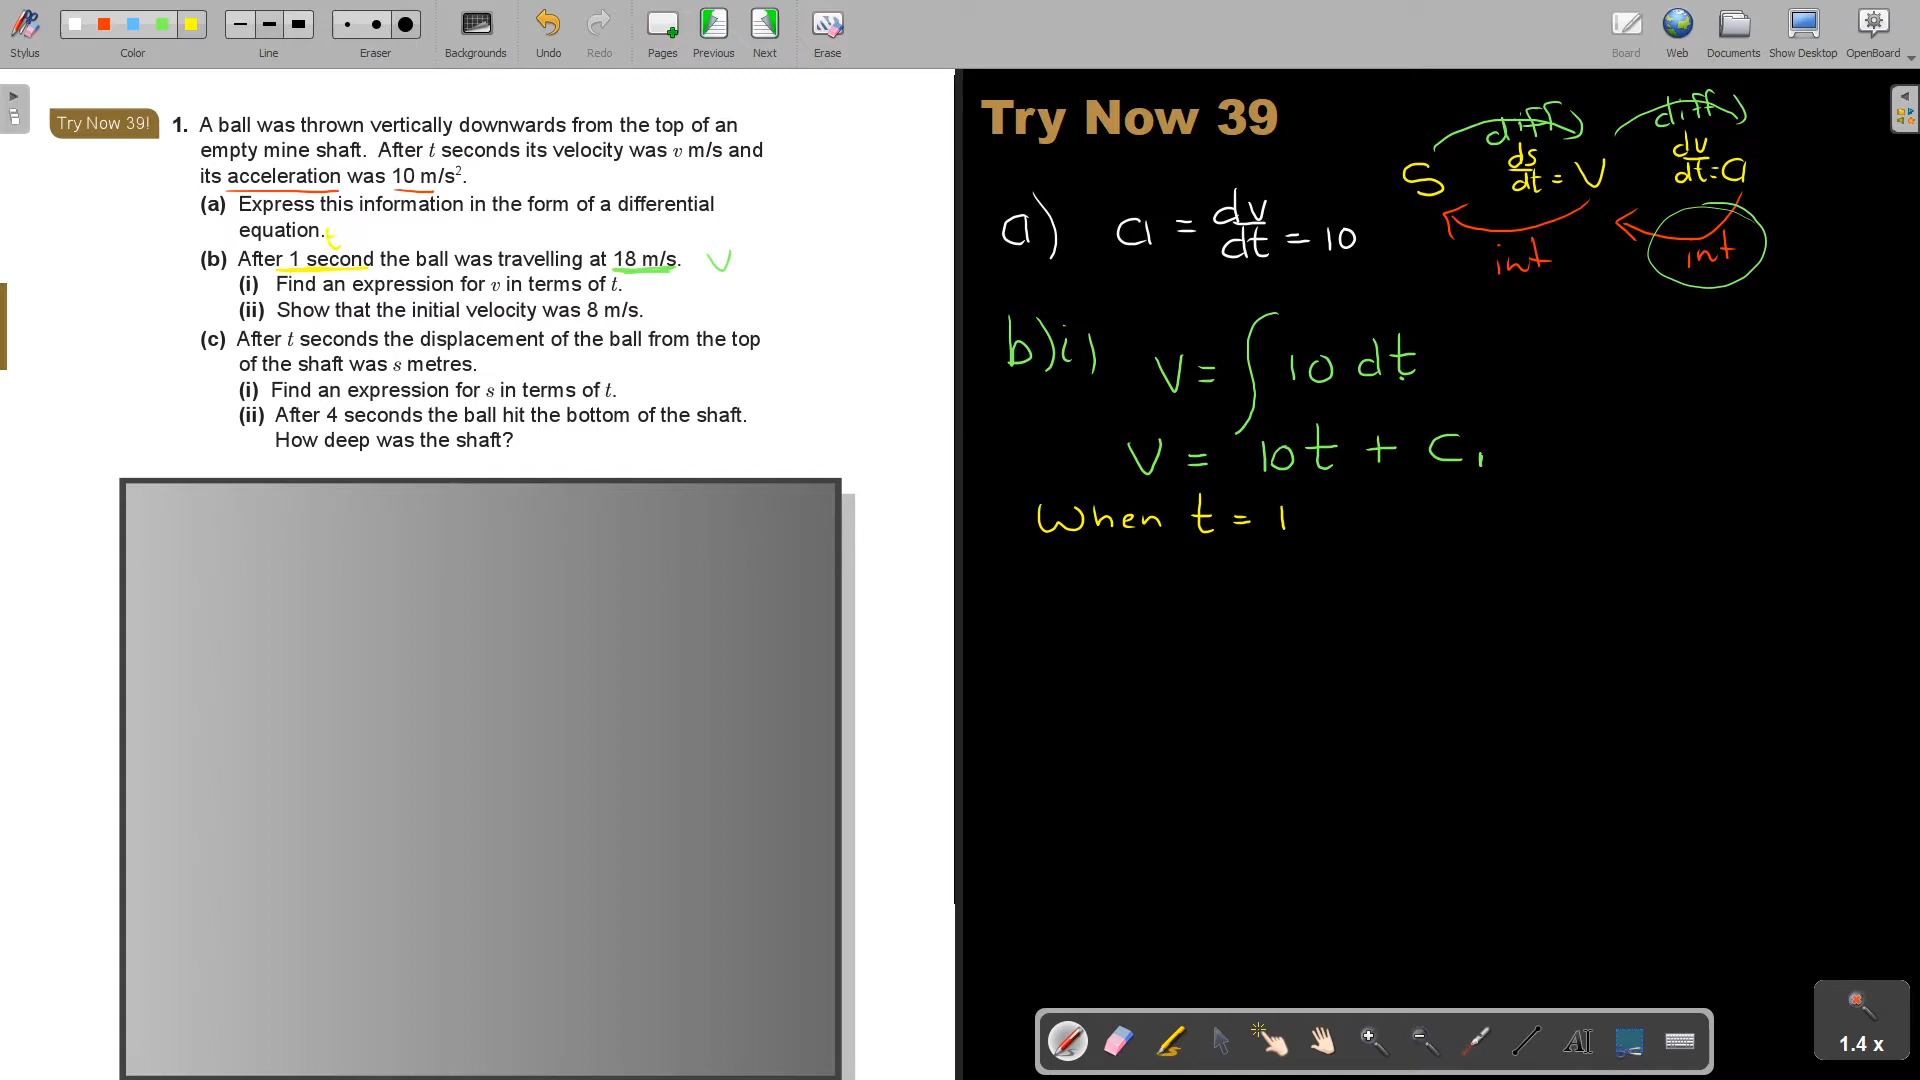 Stylus
Color
Line
Eraser
Backgrounds
Undo
Redo
Pages
Previous
Next
Erase
Board
Web
Documents
Show Desktop
OpenBoard
Try Now 39!
1. A ball was thrown vertically downwards from the top of an
empty mine shaft. After t seconds its velocity was v m/s and
its acceleration was 10 m/s².
(a) Express this information in the form of a differential
equation.
t
(b) After 1 second the ball was travelling at 18 m/s. V
(i) Find an expression for v in terms of t.
(ii) Show that the initial velocity was 8 m/s.
(c) After t seconds the displacement of the ball from the top
of the shaft was s metres.
(i) Find an expression for s in terms of t.
(ii) After 4 seconds the ball hit the bottom of the shaft.
How deep was the shaft?
Try Now 39
diff diff
S ds/dt = V dv/dt = a
int int
a) a = dv/dt = 10
b)i) V = ∫ 10 dt
V = 10t + C₁
When t = 1
AI
1.4 x